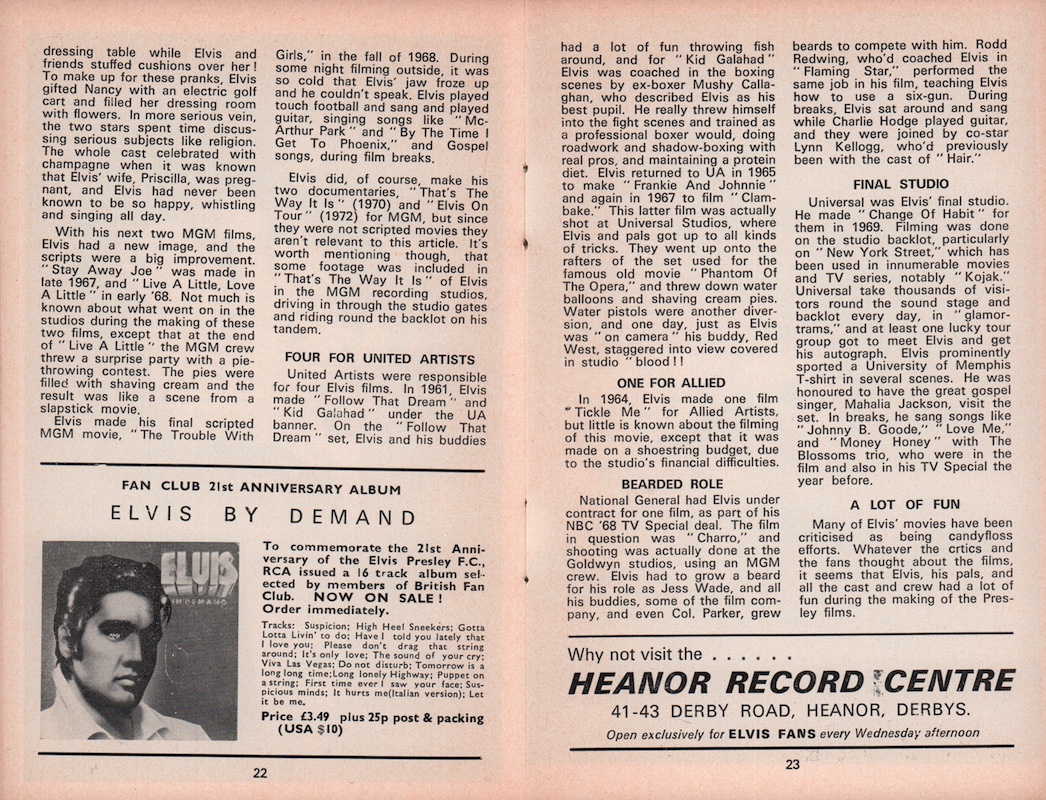 dressing table while Elvis and
friends stuffed cushions over her!
To make up for these pranks, Elvis
gifted Nancy with an electric golf
cart and filled her dressing room
with flowers. In more serious vein,
the two stars spent time discus-
sing serious subjects like religion.
The whole cast celebrated with
champagne when it was known
that Elvis' wife, Priscilla, was preg-
nant, and Elvis had never been
known to be so happy, whistling
and singing all day.
With his next two MGM films,
Elvis had a new image, and the
scripts were a big improvement.
"Stay Away Joe" was made in
late 1967, and "Live A Little, Love
A Little" in early '68. Not much is
known about what went on in the
studios during the making of these
two films, except that at the end
of "Live A Little" the MGM crew
threw a surprise party with a pie-
throwing contest. The pies were
filled with shaving cream and the
result was like a scene from a
slapstick movie.
Elvis made his final scripted
MGM movie, "The Trouble With
Girls," in the fall of 1968. During
some night filming outside, it was
so cold that Elvis' jaw froze up
and he couldn't speak. Elvis played
touch football and sang and played
guitar, singing songs like "Mc-
Arthur Park" and "By The Time I
Get To Phoenix," and Gospel
songs, during film breaks.
Elvis did, of course, make his
two documentaries, "That's The
Way It Is" (1970) and "Elvis On
Tour" (1972) for MGM, but since
they were not scripted movies they
aren't relevant to this article. It's
worth mentioning though, that
some footage was included in
"That's The Way It Is" of Elvis
in the MGM recording studios,
driving in through the studio gates
and riding round the backlot on his
tandem.
FOUR FOR UNITED ARTISTS
United Artists were responsible
for four Elvis films. In 1961, Elvis
made "Follow That Dream" and
"Kid Galahad" under the UA
banner. On the "Follow That
Dream" set, Elvis and his buddies
FAN CLUB 21st ANNIVERSARY ALBUM
ELVIS BY DEMAND
ELVIS
IN DEMAND
To commemorate the 21st Anni-
versary of the Elvis Presley F.C.,
RCA issued a 16 track album sel-
ected by members of British Fan
Club. NOW ON SALE!
Order immediately.
Tracks: Suspicion; High Heel Sneekers; Gotta
Lotta Livin' to do; Have I told you lately that
I love you; Please don't drag that string
around; It's only love; The sound of your cry;
Viva Las Vegas; Do not disturb; Tomorrow is a
long long time;Long lonely Highway; Puppet on
a string; First time ever I saw your face; Sus-
picious minds; It hurts me(Italian version); Let
it be me.
Price £3.49 plus 25p post & packing
(USA $10)
22
had a lot of fun throwing fish
around, and for "Kid Galahad"
Elvis was coached in the boxing
scenes by ex-boxer Mushy Calla-
ghan, who described Elvis as his
best pupil. He really threw himself
into the fight scenes and trained as
a professional boxer would, doing
roadwork and shadow-boxing with
real pros, and maintaining a protein
diet. Elvis returned to UA in 1965
to make "Frankie And Johnnie"
and again in 1967 to film "Clam-
bake." This latter film was actually
shot at Universal Studios, where
Elvis and pals got up to all kinds
of tricks. They went up onto the
rafters of the set used for the
famous old movie "Phantom Of
The Opera," and threw down water
balloons and shaving cream pies.
Water pistols were another diver-
sion, and one day, just as Elvis
was "on camera" his buddy, Red
West, staggered into view covered
in studio "blood!!
ONE FOR ALLIED
In 1964, Elvis made one film
"Tickle Me" for Allied Artists,
but little is known about the filming
of this movie, except that it was
made on a shoestring budget, due
to the studio's financial difficulties.
BEARDED ROLE
National General had Elvis under
contract for one film, as part of his
NBC '68 TV Special deal. The film
in question was "Charro," and
shooting was actually done at the
Goldwyn studios, using an MGM
crew. Elvis had to grow a beard
for his role as Jess Wade, and all
his buddies, some of the film com-
pany, and even Col. Parker, grew
beards to compete with him. Rodd
Redwing, who'd coached Elvis in
"Flaming Star," performed the
same job in his film, teaching Elvis
how to use a six-gun. During
breaks, Elvis sat around and sang
while Charlie Hodge played guitar,
and they were joined by co-star
Lynn Kellogg, who'd previously
been with the cast of "Hair."
FINAL STUDIO
Universal was Elvis' final studio.
He made "Change Of Habit" for
them in 1969. Filming was done
on the studio backlot, particularly
on "New York Street," which has
been used in innumerable movies
and TV series, notably "Kojak."
Universal take thousands of visi-
tors round the sound stage and
backlot every day, in "glamor-
trams," and at least one lucky tour
group got to meet Elvis and get
his autograph. Elvis prominently
sported a University of Memphis
T-shirt in several scenes. He was
honoured to have the great gospel
singer, Mahalia Jackson, visit the
set. In breaks, he sang songs like
"Johnny B. Goode," "Love Me,"
and "Money Honey" with The
Blossoms trio, who were in the
film and also in his TV Special the
year before.
A LOT OF FUN
Many of Elvis' movies have been
criticised as being candyfloss
efforts. Whatever the crtics and
the fans thought about the films,
it seems that Elvis, his pals, and
all the cast and crew had a lot of
fun during the making of the Pres-
ley films.
Why not visit the . . . . . .
HEANOR RECORD CENTRE
41-43 DERBY ROAD, HEANOR, DERBYS.
Open exclusively for ELVIS FANS every Wednesday afternoon
23